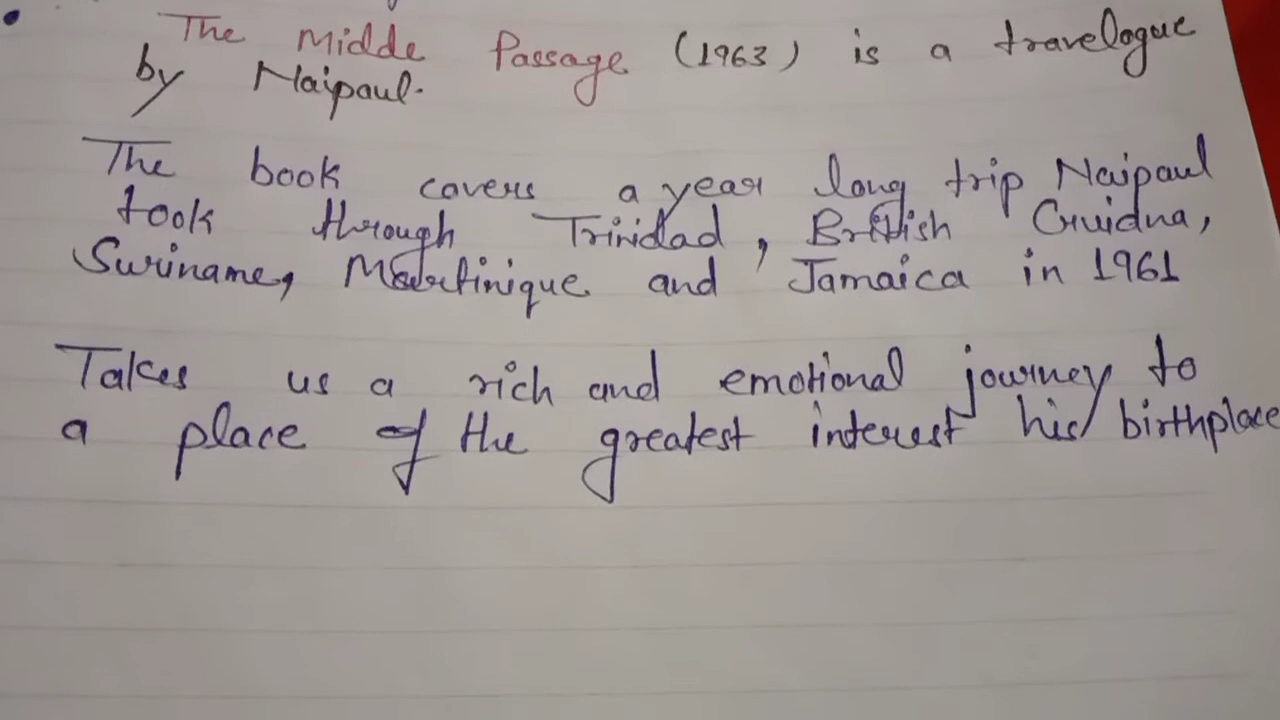 The Midde Passage (1963) is a travelogue
by Naipaul.
The book covers a year long trip Naipaul
took through Trinidad, British Guidna,
Suriname, Martinique and Jamaica in 1961
Takes us a rich and emotional journey to
a place of the greatest interest his birthplace